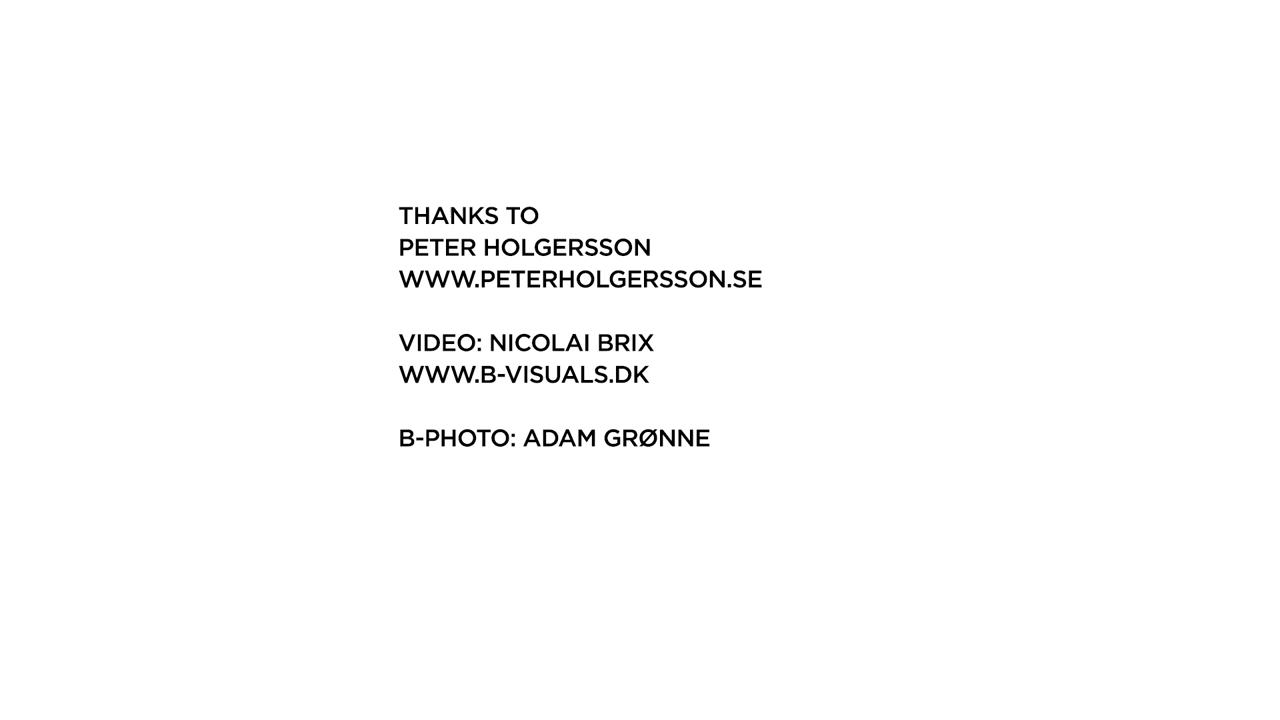 THANKS TO
PETER HOLGERSSON
WWW.PETERHOLGERSSON.SE
VIDEO: NICOLAI BRIX
WWW.B-VISUALS.DK
B-PHOTO: ADAM GRØNNE